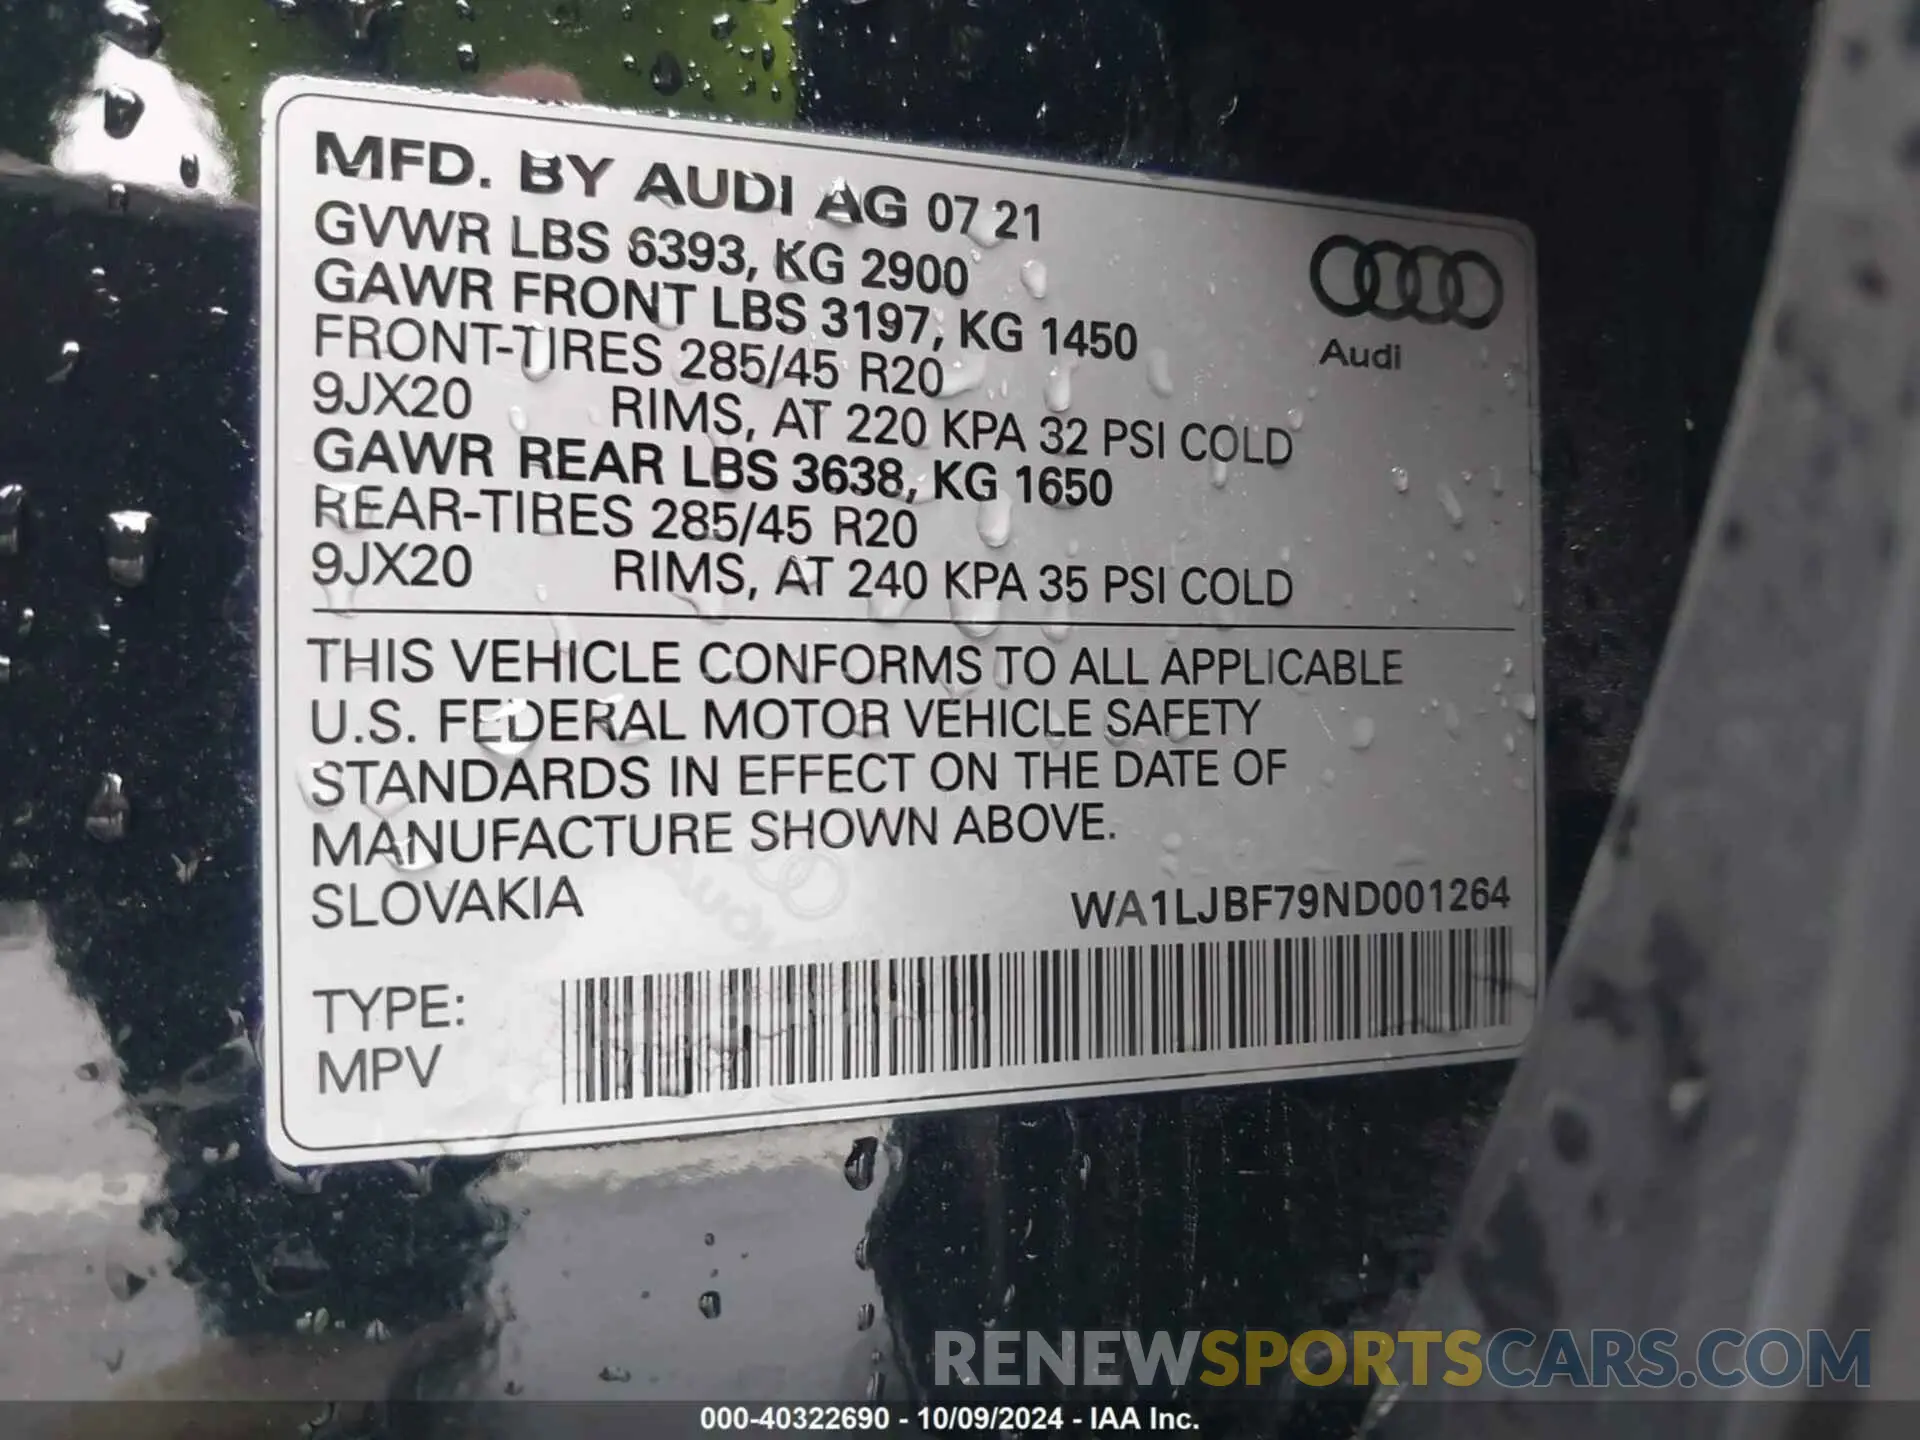 MFD. BY AUDI AG 07 21
GVWR LBS 6393, KG 2900
GAWR FRONT LBS 3197, KG 1450
FRONT-TIRES 285/45 R20
9JX20 RIMS, AT 220 KPA 32 PSI COLD
GAWR REAR LBS 3638, KG 1650
REAR-TIRES 285/45 R20
9JX20 RIMS, AT 240 KPA 35 PSI COLD
Audi
THIS VEHICLE CONFORMS TO ALL APPLICABLE
U.S. FEDERAL MOTOR VEHICLE SAFETY
STANDARDS IN EFFECT ON THE DATE OF
MANUFACTURE SHOWN ABOVE.
SLOVAKIA WA1LJBF79ND001264
Audi
TYPE:
MPV
RENEWSPORTSCARS.COM
000-40322690 - 10/09/2024 - IAA Inc.